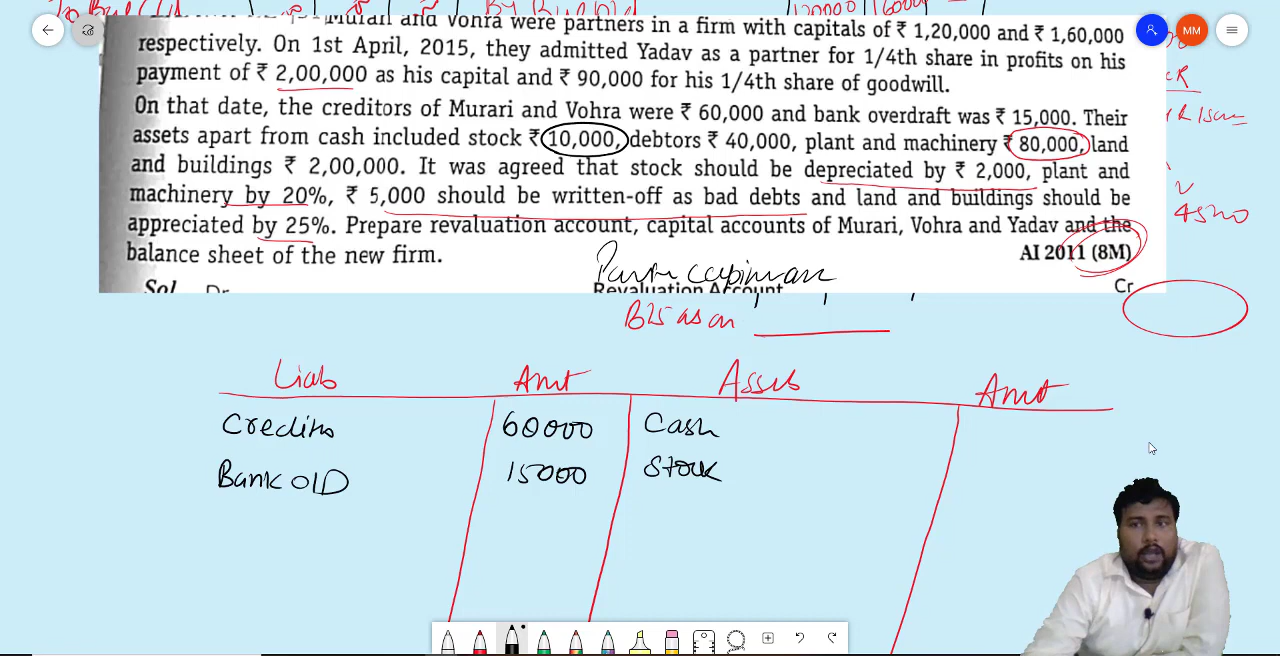 Murari and Vohra were partners in a firm with capitals of ₹ 1,20,000 and ₹ 1,60,000
respectively. On 1st April, 2015, they admitted Yadav as a partner for 1/4th share in profits on his
payment of ₹ 2,00,000 as his capital and ₹ 90,000 for his 1/4th share of goodwill.
On that date, the creditors of Murari and Vohra were ₹ 60,000 and bank overdraft was ₹ 15,000. Their
assets apart from cash included stock ₹ 10,000, debtors ₹ 40,000, plant and machinery ₹ 80,000, land
and buildings ₹ 2,00,000. It was agreed that stock should be depreciated by ₹ 2,000, plant and
machinery by 20%, ₹ 5,000 should be written-off as bad debts and land and buildings should be
appreciated by 25%. Prepare revaluation account, capital accounts of Murari, Vohra and Yadav and the
balance sheet of the new firm. AI 2011 (8M)
Sol. Dr Revaluation Account Cr
as on
Liab Amt Assets Amt
60000 Cash
Bank O/D 15000 Stock
MM